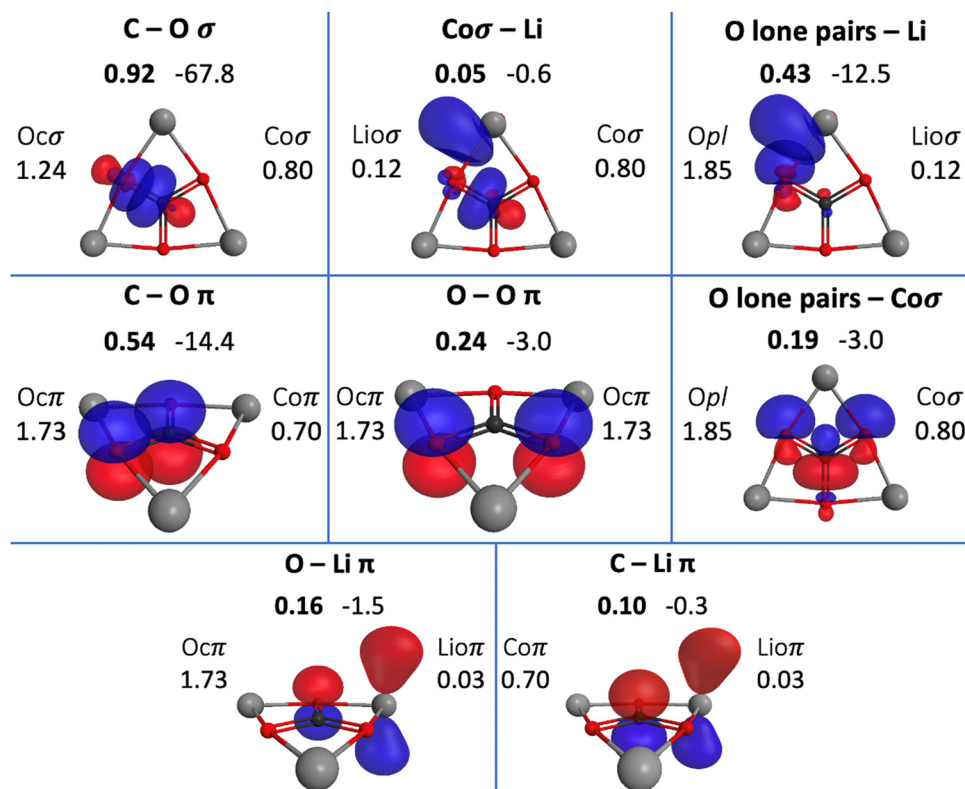 C – O σ
0.92 -67.8
Ocσ
1.24
Coσ
0.80
Coσ – Li
0.05 -0.6
Lioσ
0.12
Coσ
0.80
O lone pairs – Li
0.43 -12.5
Opl
1.85
Lioσ
0.12
C – O π
0.54 -14.4
Ocπ
1.73
Coπ
0.70
O – O π
0.24 -3.0
Ocπ
1.73
Ocπ
1.73
O lone pairs – Coσ
0.19 -3.0
Opl
1.85
Coσ
0.80
O – Li π
0.16 -1.5
Ocπ
1.73
Lioπ
0.03
C – Li π
0.10 -0.3
Coπ
0.70
Lioπ
0.03